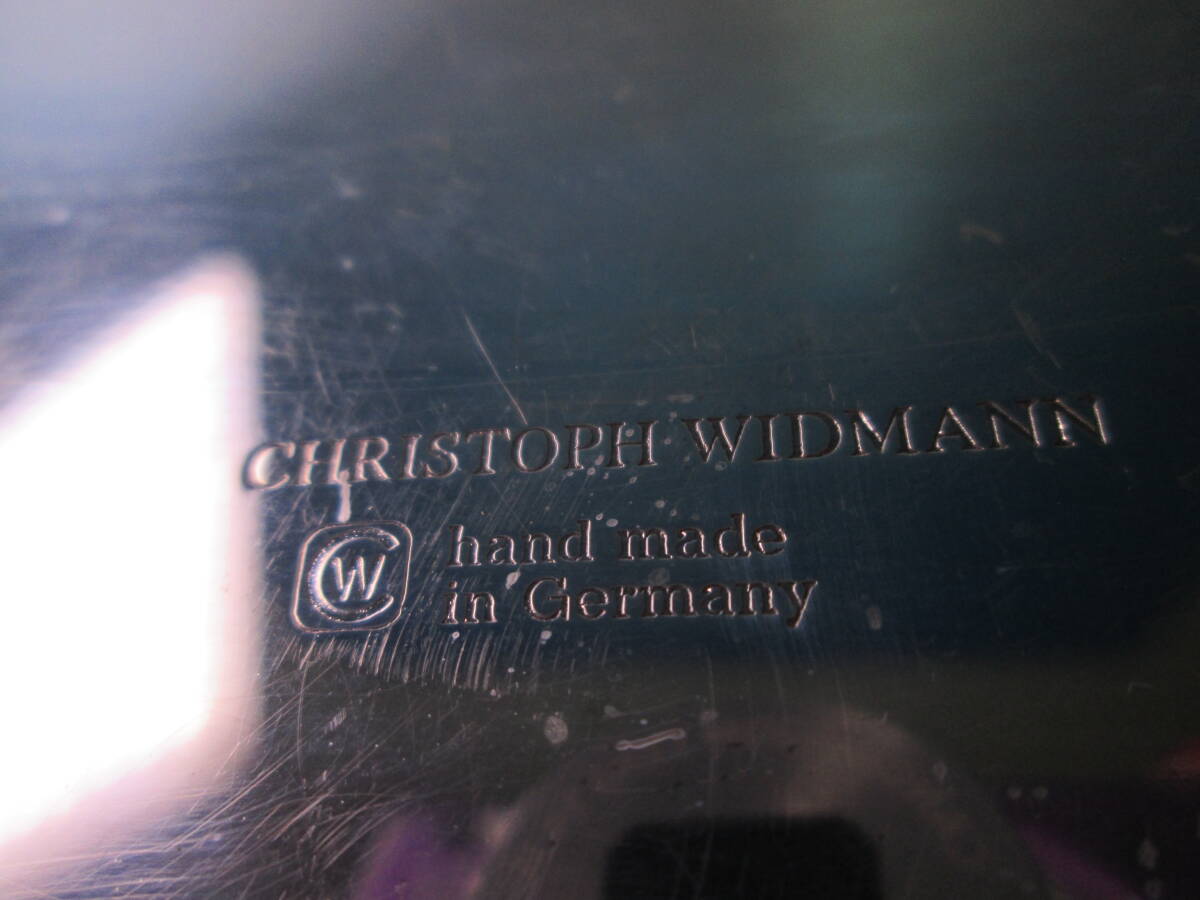 CHRISTOPH WIDMANN
CW hand made
in Germany